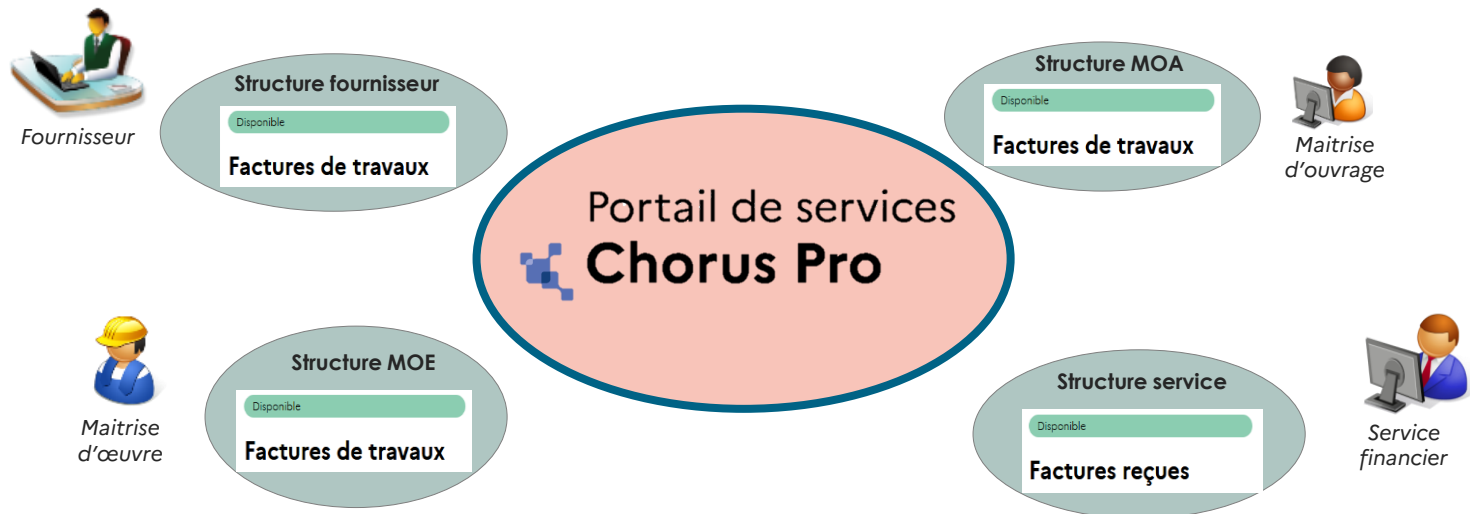 Fournisseur
Structure fournisseur
Disponible
Factures de travaux
Structure MOA
Disponible
Factures de travaux
Maitrise
d'ouvrage
Portail de services
Chorus Pro
Maitrise
d'œuvre
Structure MOE
Disponible
Factures de travaux
Structure service
Disponible
Factures reçues
Service
financier